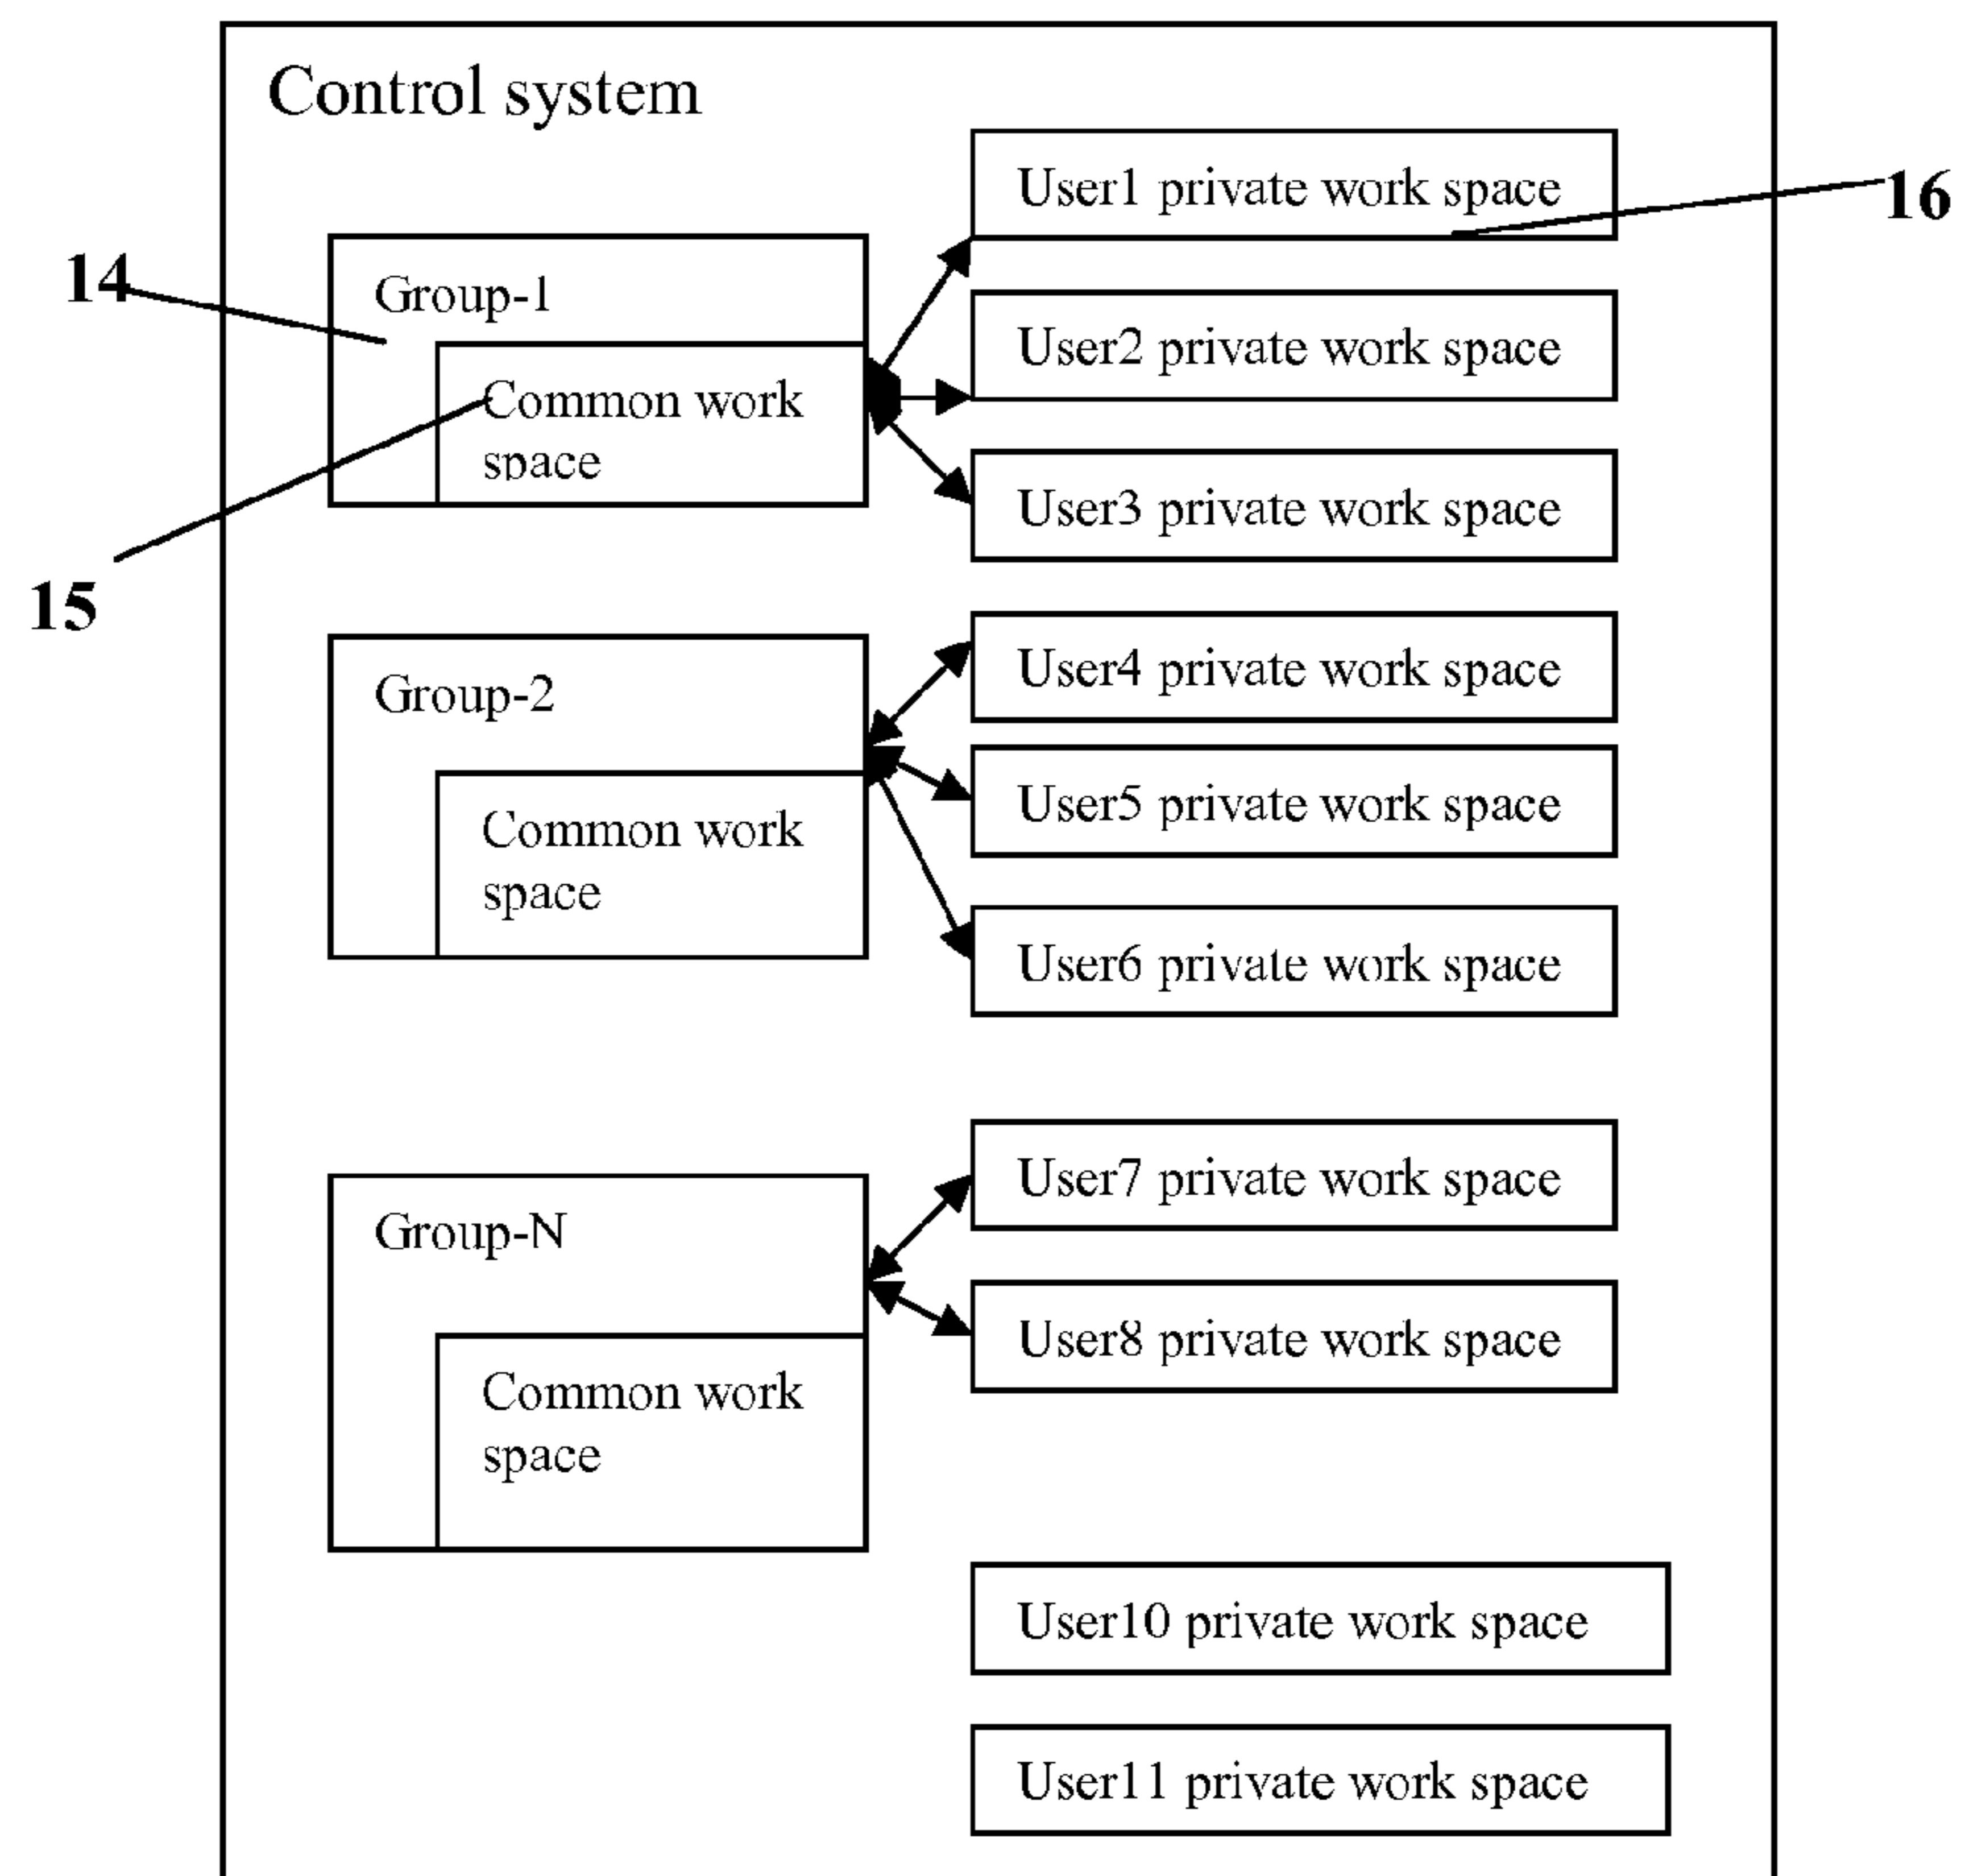 Control system
User1 private work space
16
14
Group-1
User2 private work space
Common work
space
User3 private work space
15
Group-2
User4 private work space
User5 private work space
Common work
space
User6 private work space
Group-N
User7 private work space
User8 private work space
Common work
space
User10 private work space
User11 private work space